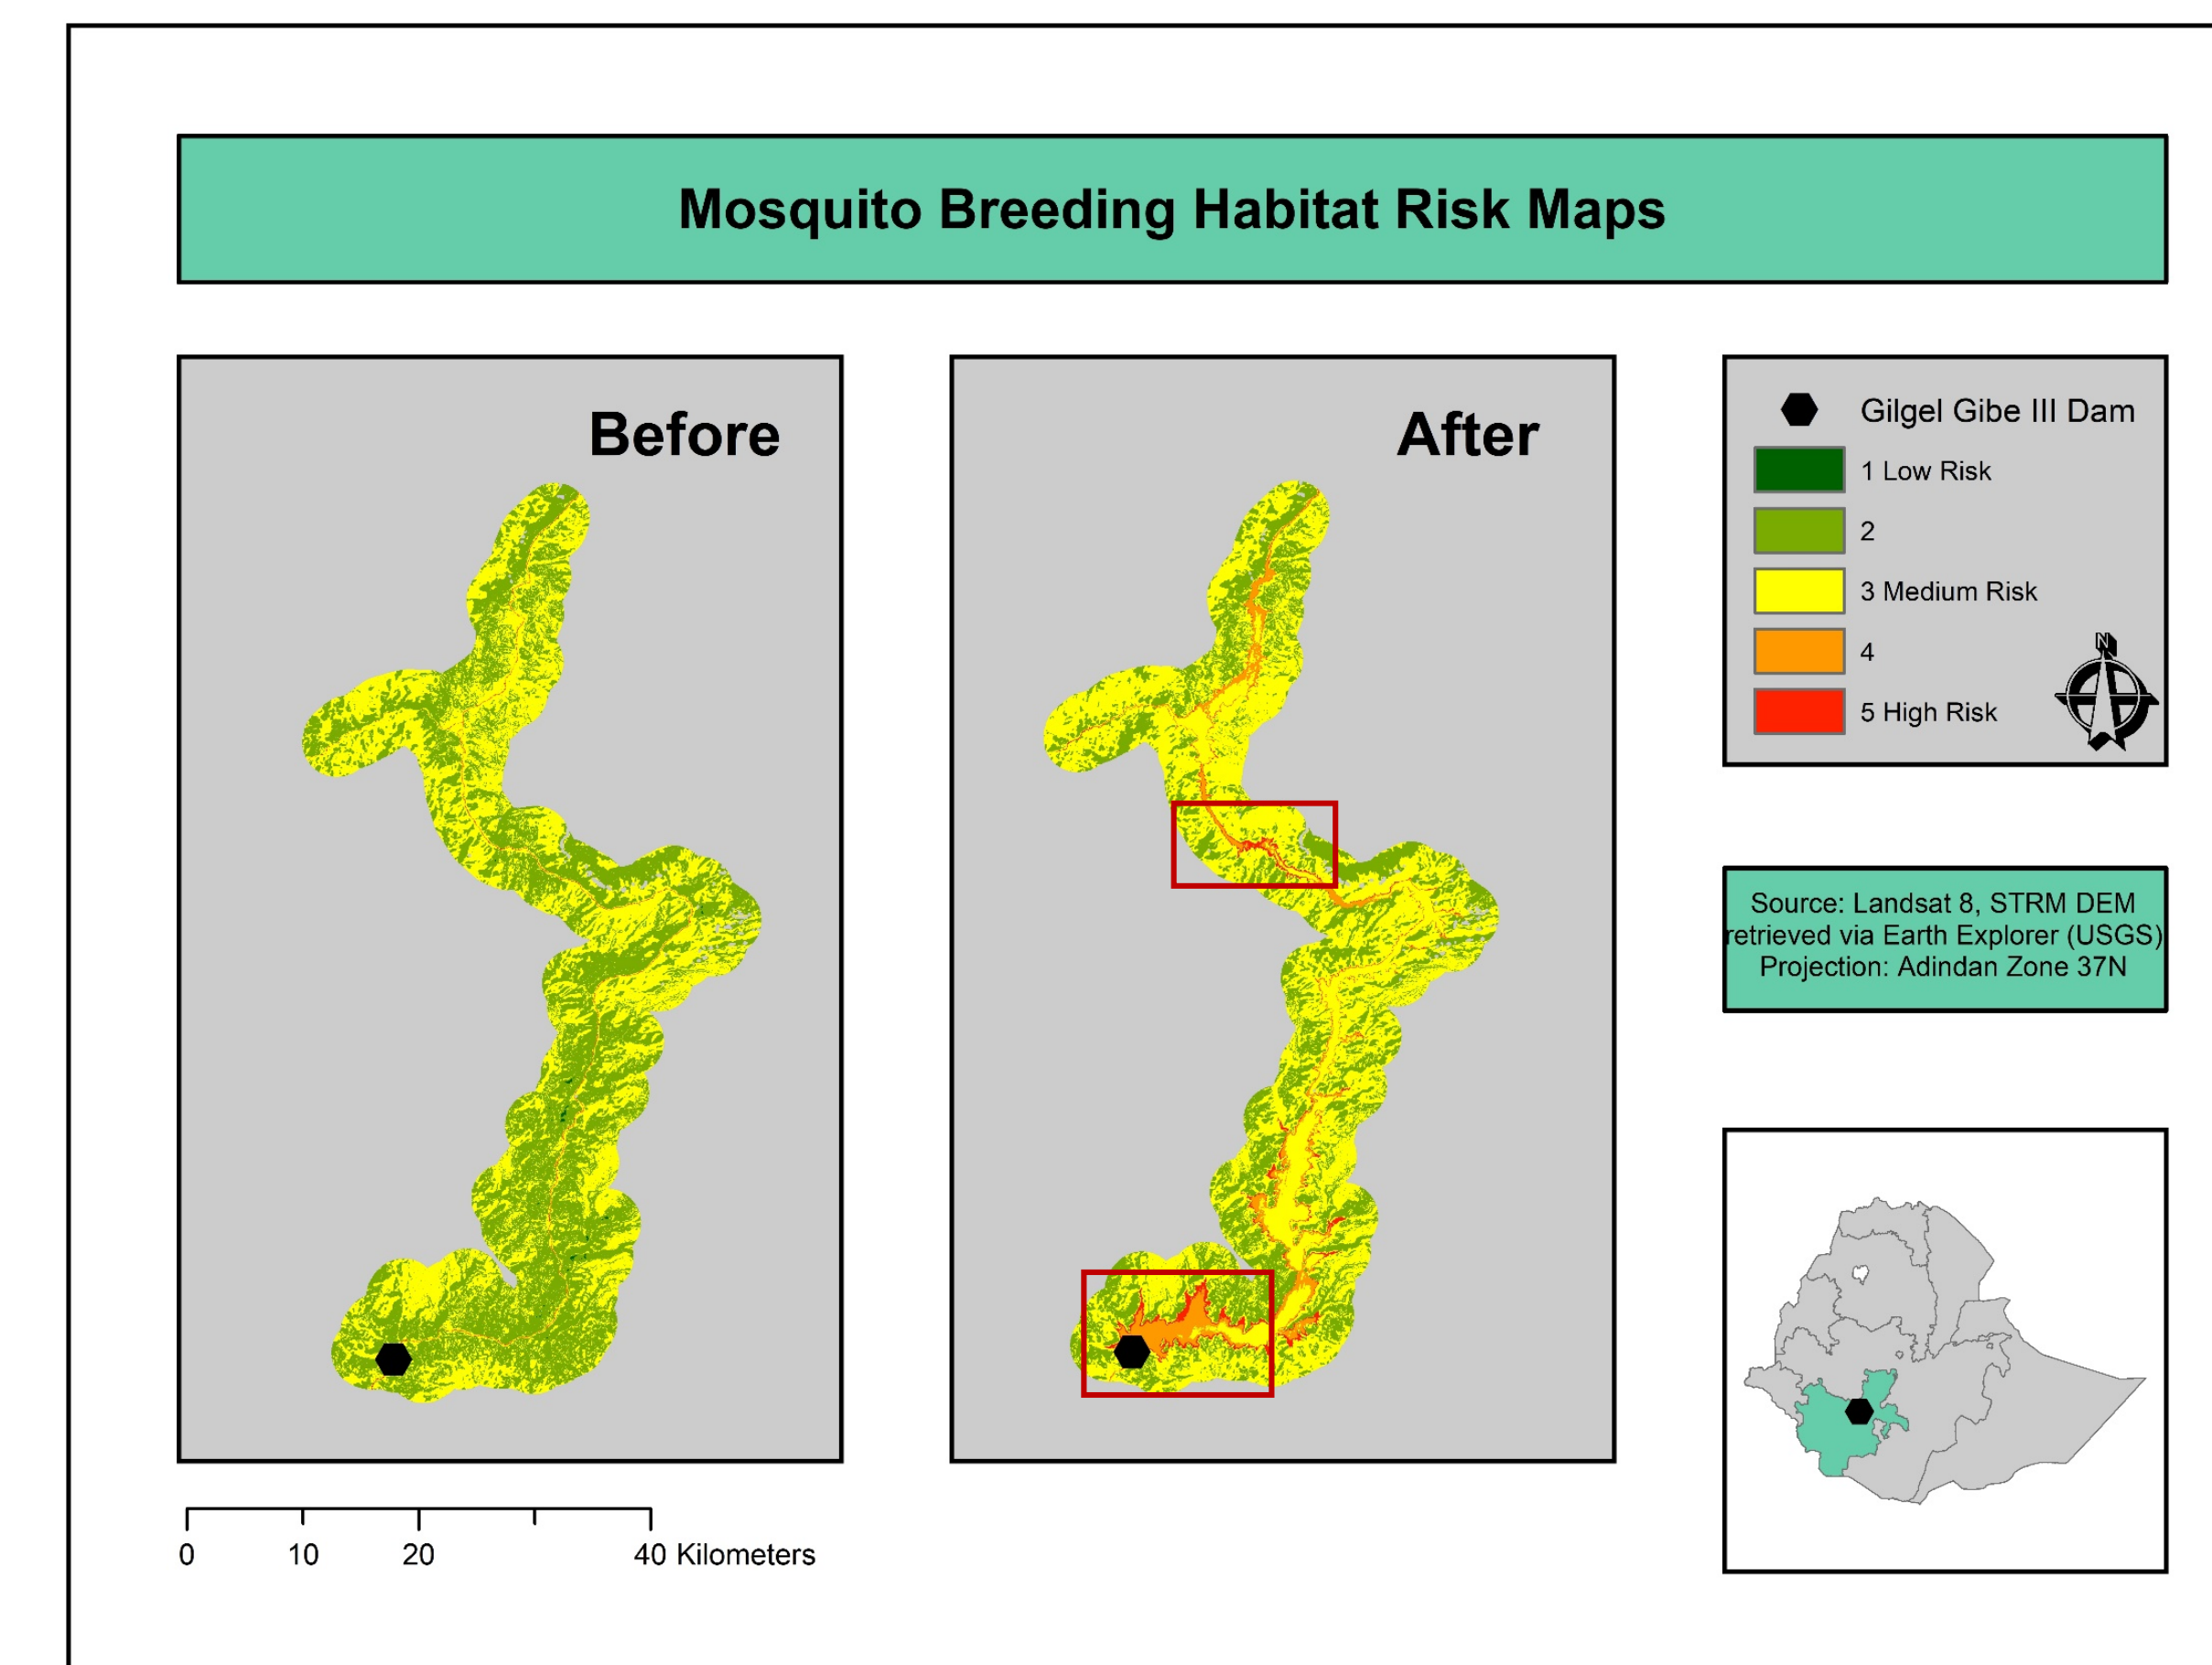 Mosquito Breeding Habitat Risk Maps
Before
After
Gilgel Gibe III Dam
1 Low Risk
2
3 Medium Risk
4
5 High Risk
N
Source: Landsat 8, STRM DEM
retrieved via Earth Explorer (USGS)
Projection: Adindan Zone 37N
0 10 20 40 Kilometers